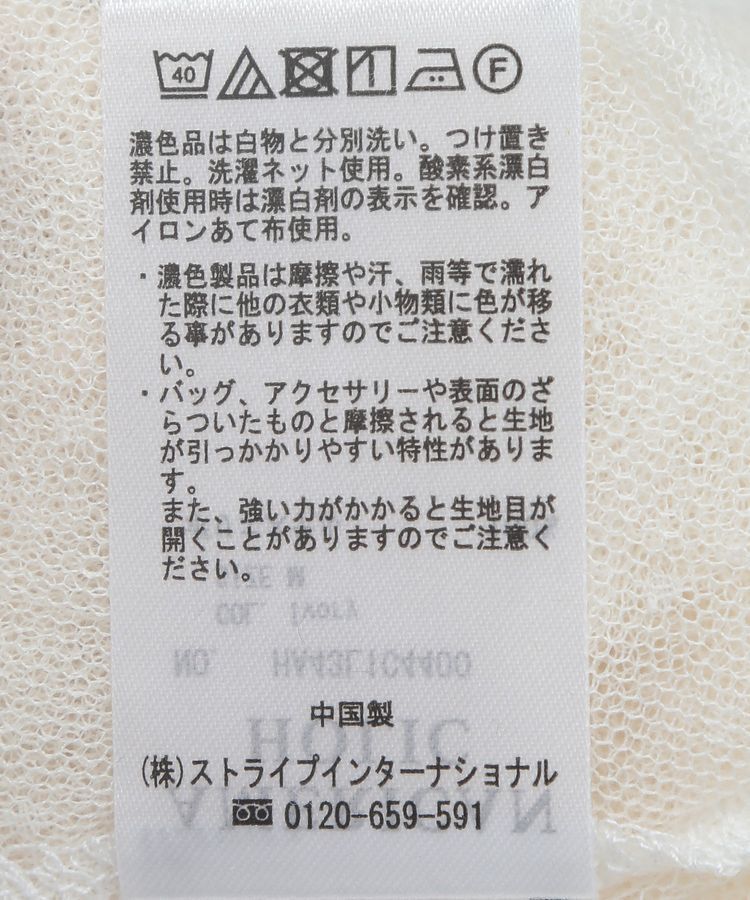 40
F
濃色品は白物と分別洗い。つけ置き
禁止。洗濯ネット使用。酸素系漂白
剤使用時は漂白剤の表示を確認。ア
イロンあて布使用。
・濃色製品は摩擦や汗、雨等で濡れ
た際に他の衣類や小物類に色が移
る事がありますのでご注意くださ
い。
・バッグ、アクセサリーや表面のざ
らついたものと摩擦されると生地
が引っかかりやすい特性がありま
す。
また、強い力がかかると生地目が
開くことがありますのでご注意く
ださい。
SIZE M
COL. Ivory
NO. HA43L1C4400
中国製
HOLIC
(株)ストライプインターナショナル
AMERICAN
0120-659-591